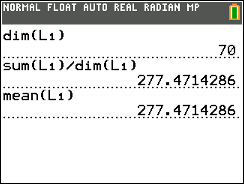 NORMAL FLOAT AUTO REAL RADIAN MP
dim(L₁)
70
sum(L₁)/dim(L₁)
277.4714286
mean(L₁)
277.4714286